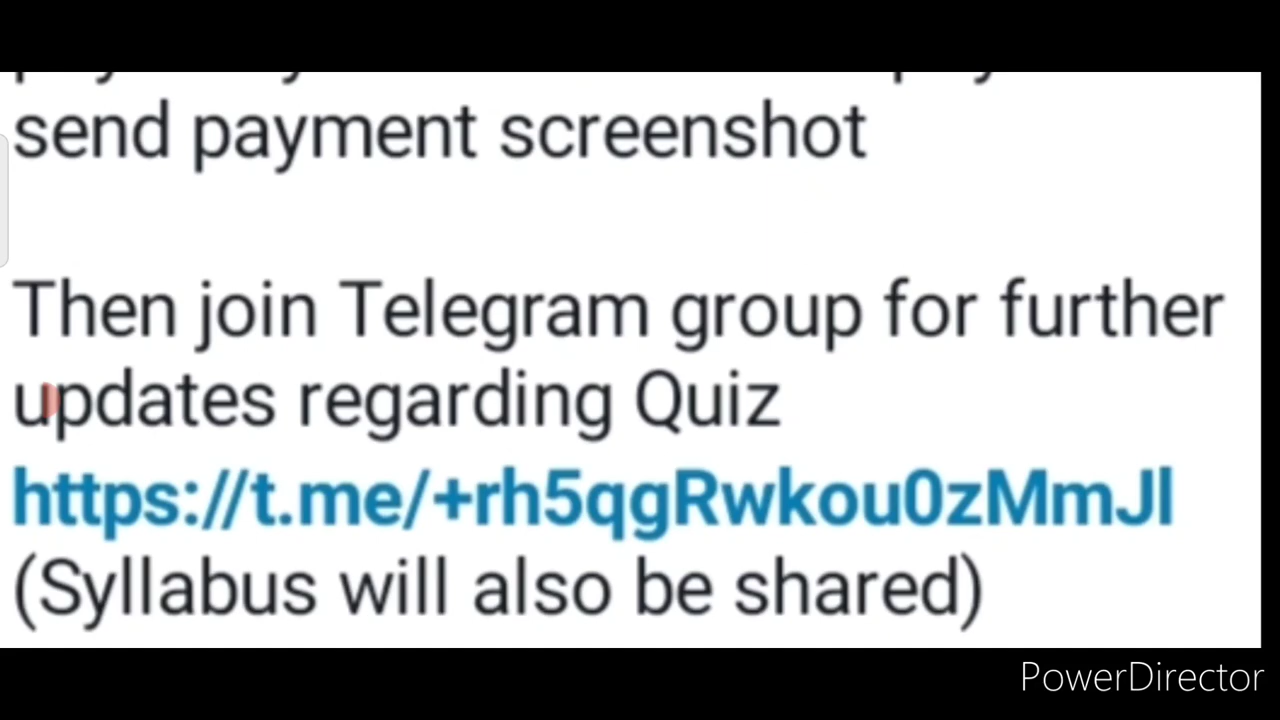 send payment screenshot
Then join Telegram group for further
updates regarding Quiz
https://t.me/+rh5qgRwkou0zMmJl
(Syllabus will also be shared)
PowerDirector